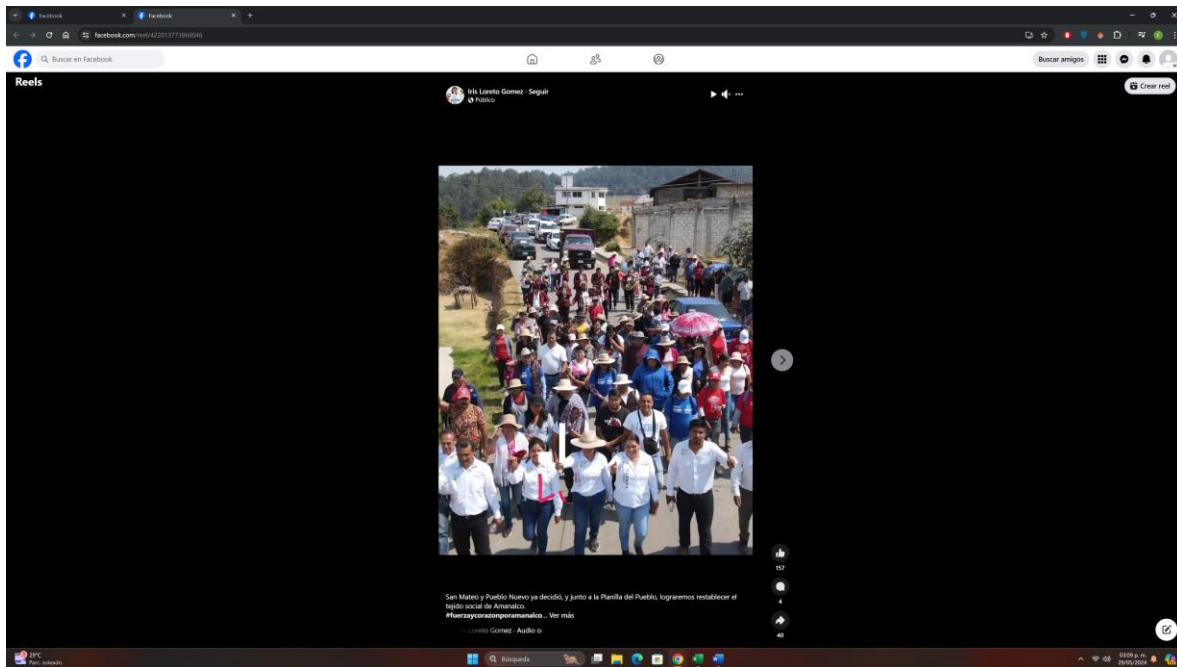 Facebook
Facebook
facebook.com/reel/422013773969046
Buscar en Facebook
Buscar amigos
Reels
Crear reel
Iris Loreto Gomez · Seguir
Público
157
4
40
San Mateo y Pueblo Nuevo ya decidió, y junto a la Planilla del Pueblo, lograremos restablecer el
tejido social de Amanalco.
#fuerzaycorazonporamanalco... Ver más
Loreto Gomez · Audio o
29°C
Parc. soleado
Búsqueda
03:09 p. m.
29/05/2024